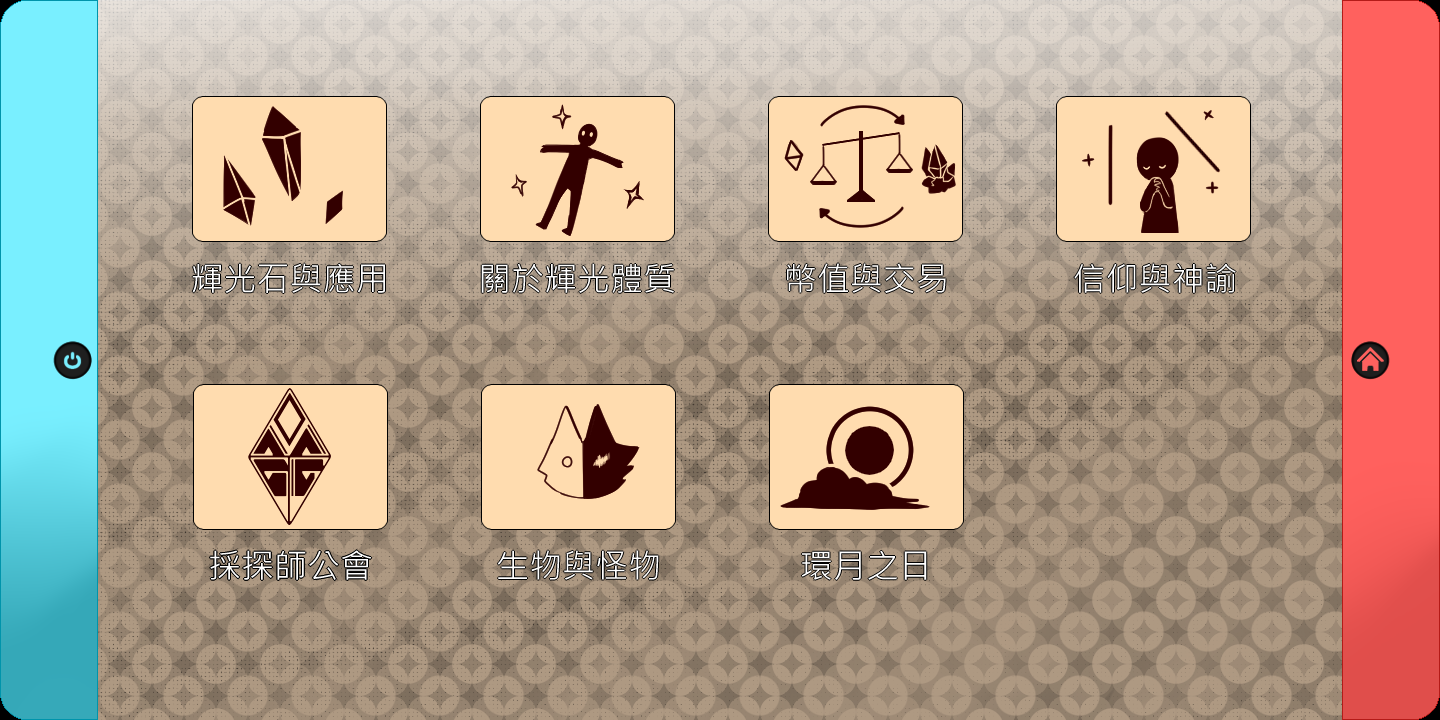 輝光石與應用
關於輝光體質
幣值與交易
信仰與神諭
採探師公會
生物與怪物
環月之日